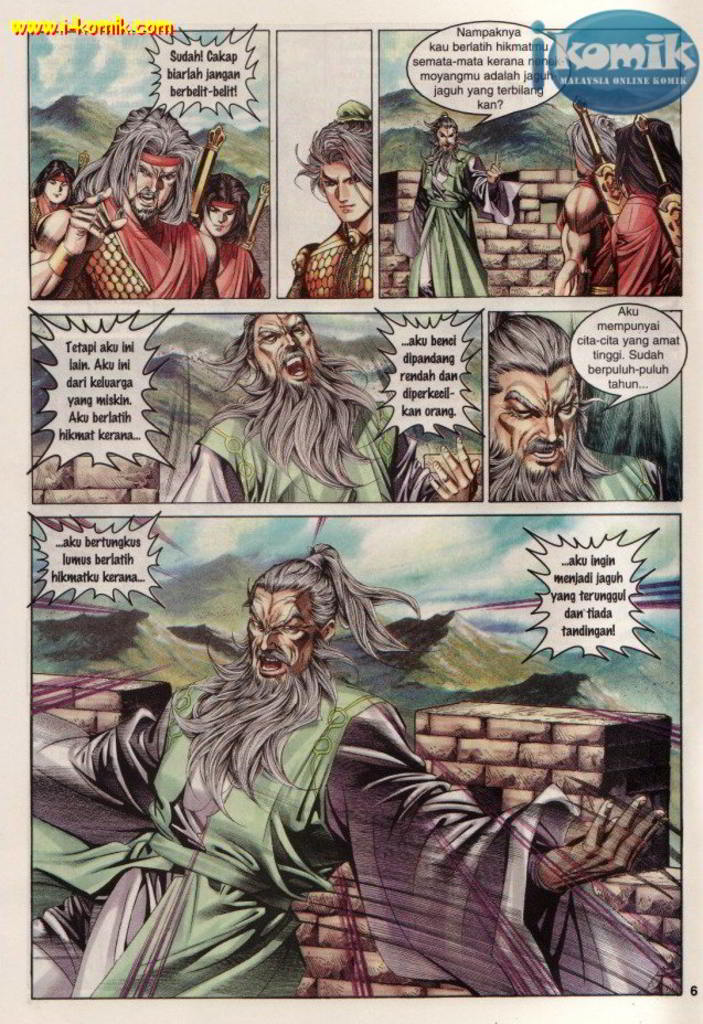 www.i-komik.com
Sudah! Cakap
biarlah jangan
berbelit-belit!
Nampaknya
kau berlatih hikmatmu
semata-mata kerana nenek-
moyangmu adalah jaguh-
jaguh yang terbilang
kan?
ikomik
MALAYSIA ONLINE KOMIK
Tetapi aku ini
lain. Aku ini
dari keluarga
yang miskin.
Aku berlatih
hikmat kerana...
...aku benci
dipandang
rendah dan
diperkecil-
kan orang.
Aku
mempunyai
cita-cita yang amat
tinggi. Sudah
berpuluh-puluh
tahun...
...aku bertungkus
lumus berlatih
hikmatku kerana...
...aku ingin
menjadi jaguh
yang terunggul
dan tiada
tandingan!
6